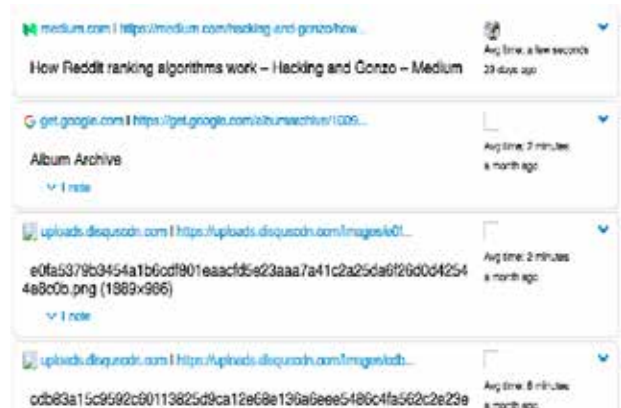 medium.com | https://medium.com/hacking-and-gonzo/how...
Avg time: a few seconds
How Reddit ranking algorithms work – Hacking and Gonzo – Medium
29 days ago
get.google.com | https://get.google.com/albumarchive/1009...
Avg time: 2 minutes
Album Archive
a month ago
1 note
uploads.disquscdn.com | https://uploads.disquscdn.com/images/e0f...
Avg time: 2 minutes
e0fa5379b3454a1b6cdf801eaacfd5e23aaa7a41c2a25da6f26d0d4254
a month ago
4a8c0b.png (1889x986)
1 note
uploads.disquscdn.com | https://uploads.disquscdn.com/images/cdb...
Avg time: 6 minutes
cdb83a15c9592c60113825d9ca12e68e136a6eee5486c4fa562c2e23e
a month ago